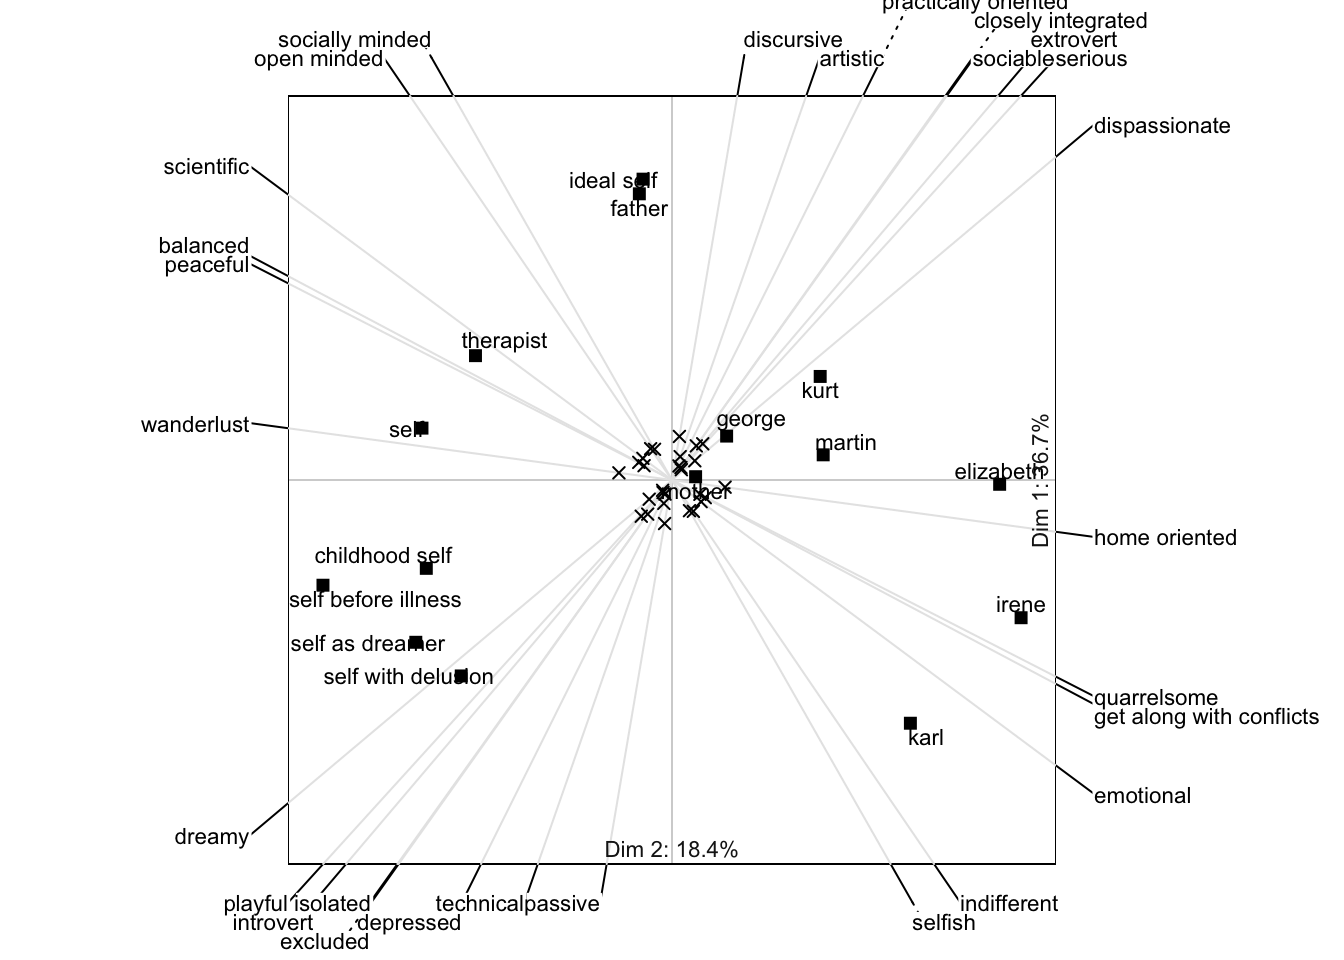 practically oriented
closely integrated
socially minded
discursive
extrovert
open minded
artistic
sociable
serious
dispassionate
scientific
ideal self
father
balanced
peaceful
therapist
kurt
george
wanderlust
self
martin
elizabeth
Dim 1: 36.7%
mother
home oriented
childhood self
self before illness
irene
self as dreamer
self with delusion
quarrelsome
get along with conflicts
karl
emotional
dreamy
Dim 2: 18.4%
playful
isolated
technical
passive
indifferent
introvert
depressed
selfish
excluded